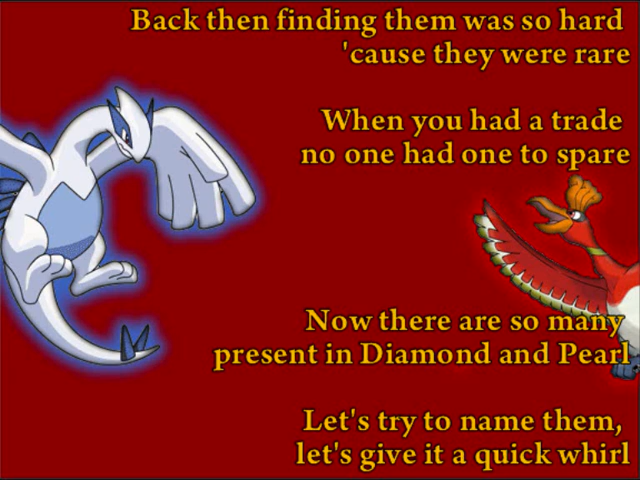 Back then finding them was so hard
'cause they were rare
When you had a trade
no one had one to spare
Now there are so many
present in Diamond and Pearl
Let's try to name them,
let's give it a quick whirl